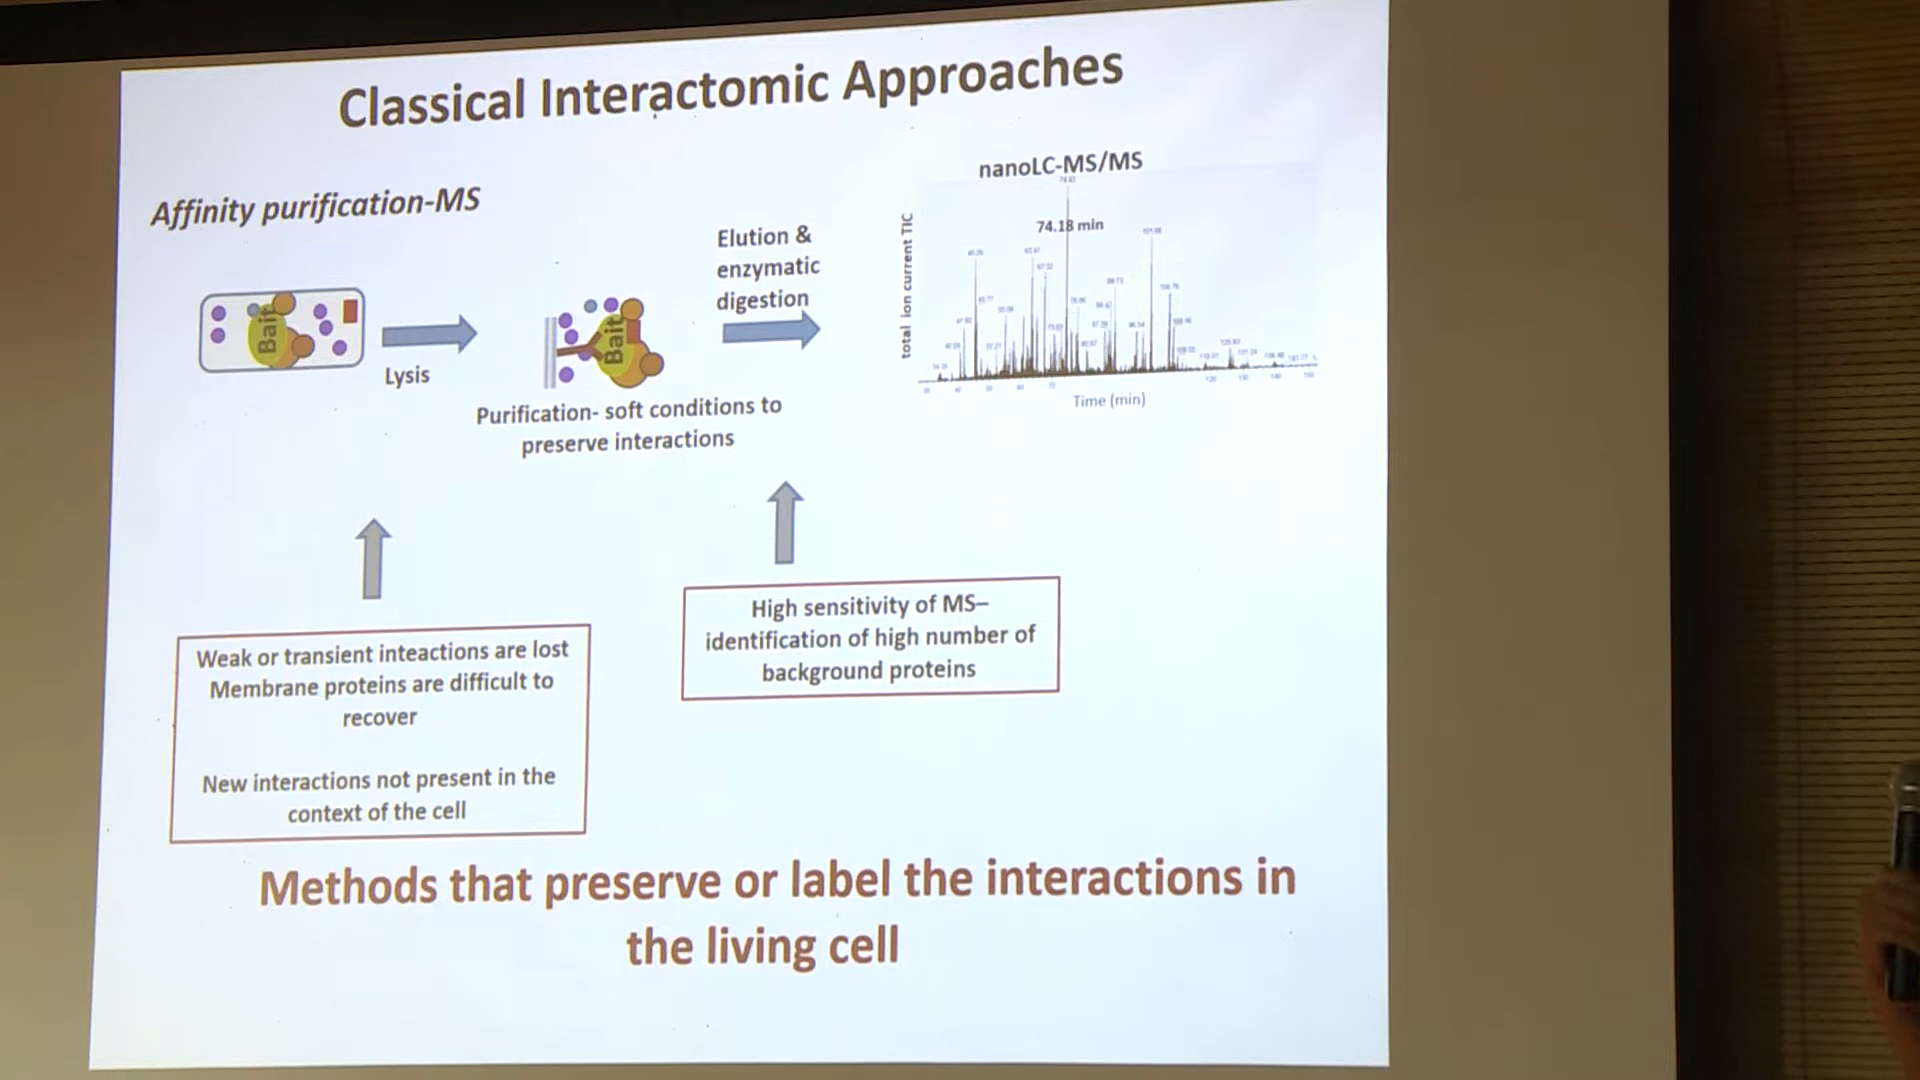 Classical Interactomic Approaches
Affinity purification-MS
Bait
Lysis
Bait
Purification- soft conditions to
preserve interactions
Elution &
enzymatic
digestion
nanoLC-MS/MS
74.18 min
total ion current TIC
Time (min)
Weak or transient inteactions are lost
Membrane proteins are difficult to
recover
New interactions not present in the
context of the cell
High sensitivity of MS–
identification of high number of
background proteins
Methods that preserve or label the interactions in
the living cell